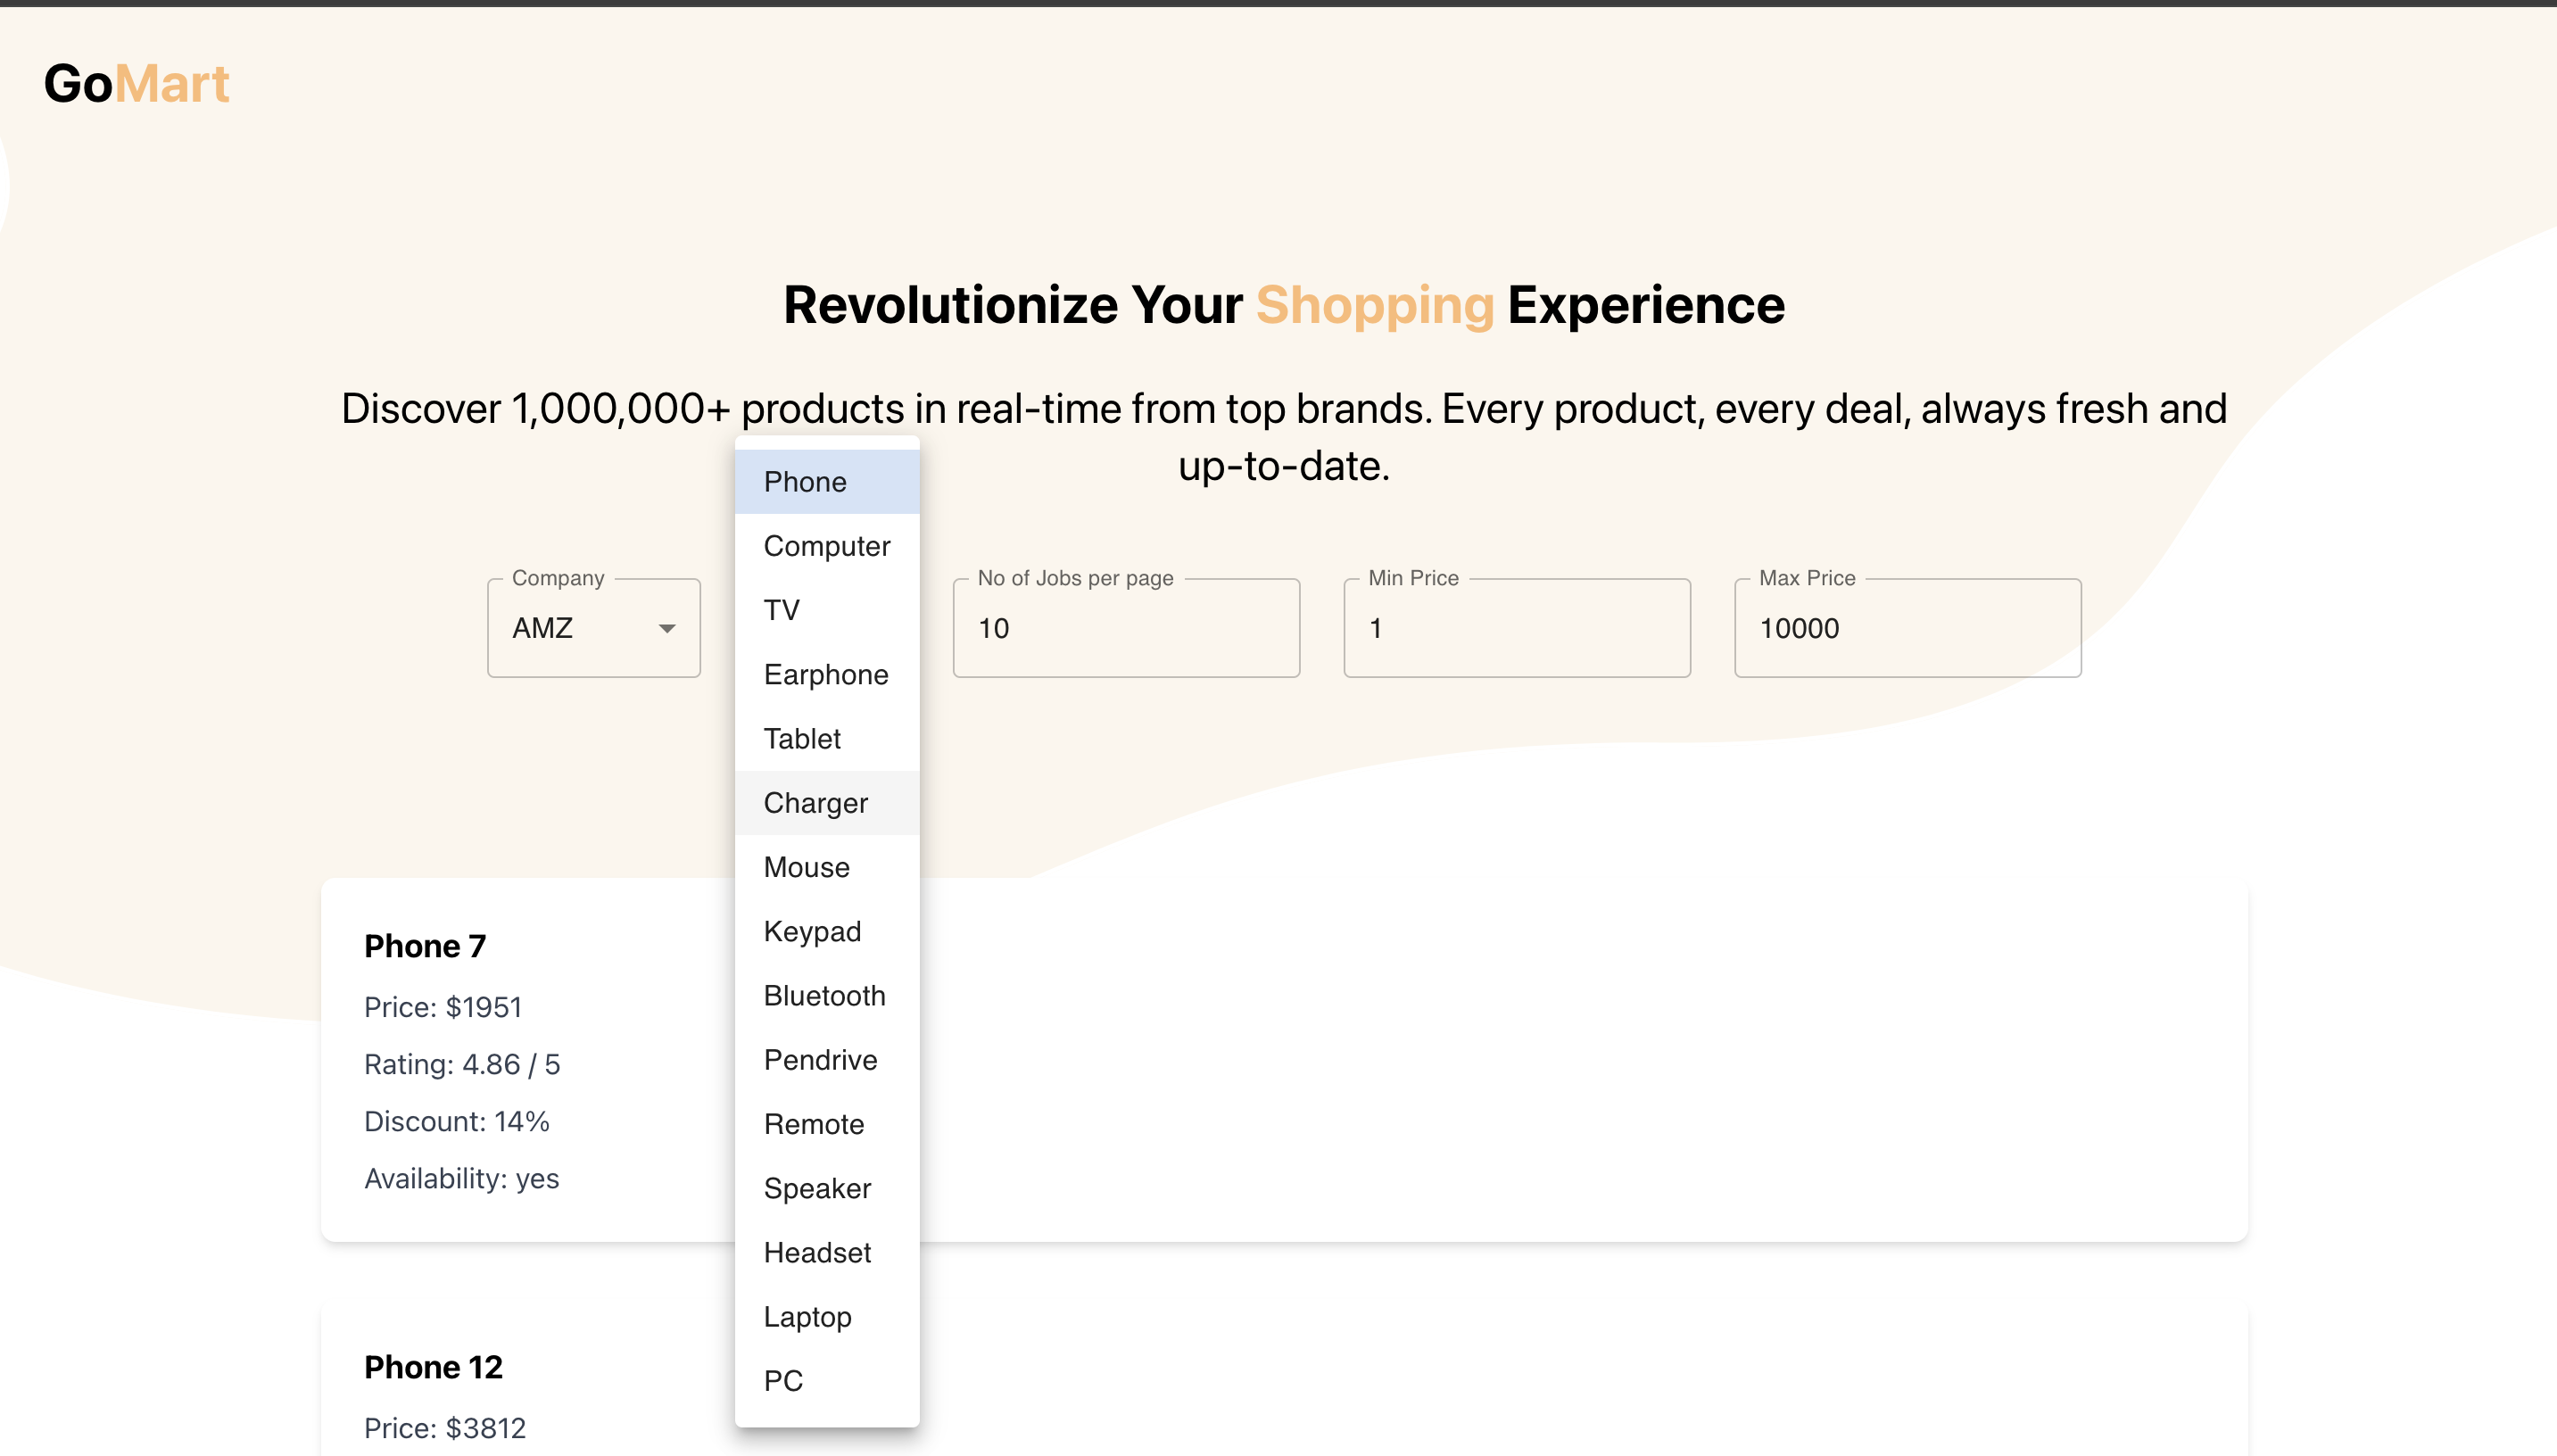 GoMart
Revolutionize Your Shopping Experience
Discover 1,000,000+ products in real-time from top brands. Every product, every deal, always fresh and
up-to-date.
Company
AMZ
Phone
Computer
TV
Earphone
Tablet
Charger
Mouse
Keypad
Bluetooth
Pendrive
Remote
Speaker
Headset
Laptop
PC
No of Jobs per page
10
Min Price
1
Max Price
10000
Phone 7
Price: $1951
Rating: 4.86 / 5
Discount: 14%
Availability: yes
Phone 12
Price: $3812